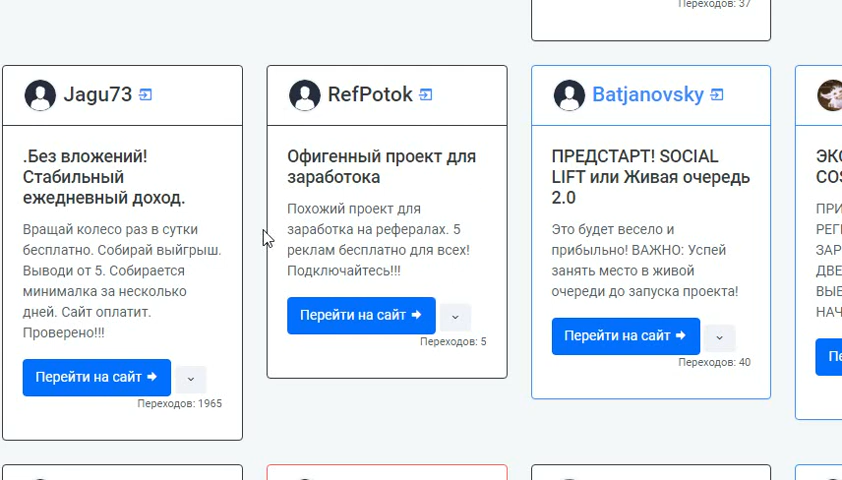 Переходов: 37
Jagu73
.Без вложений!
Стабильный
ежедневный доход.
Вращай колесо раз в сутки
бесплатно. Собирай выйгрыш.
Выводи от 5. Собирается
минималка за несколько
дней. Сайт оплатит.
Проверено!!!
Перейти на сайт
Переходов: 1965
RefPotok
Офигенный проект для
заработока
Похожий проект для
заработка на рефералах. 5
реклам бесплатно для всех!
Подключайтесь!!!
Перейти на сайт
Переходов: 5
Batjanovsky
ПРЕДСТАРТ! SOCIAL
LIFT или Живая очередь
2.0
Это будет весело и
прибыльно! ВАЖНО: Успей
занять место в живой
очереди до запуска проекта!
Перейти на сайт
Переходов: 40